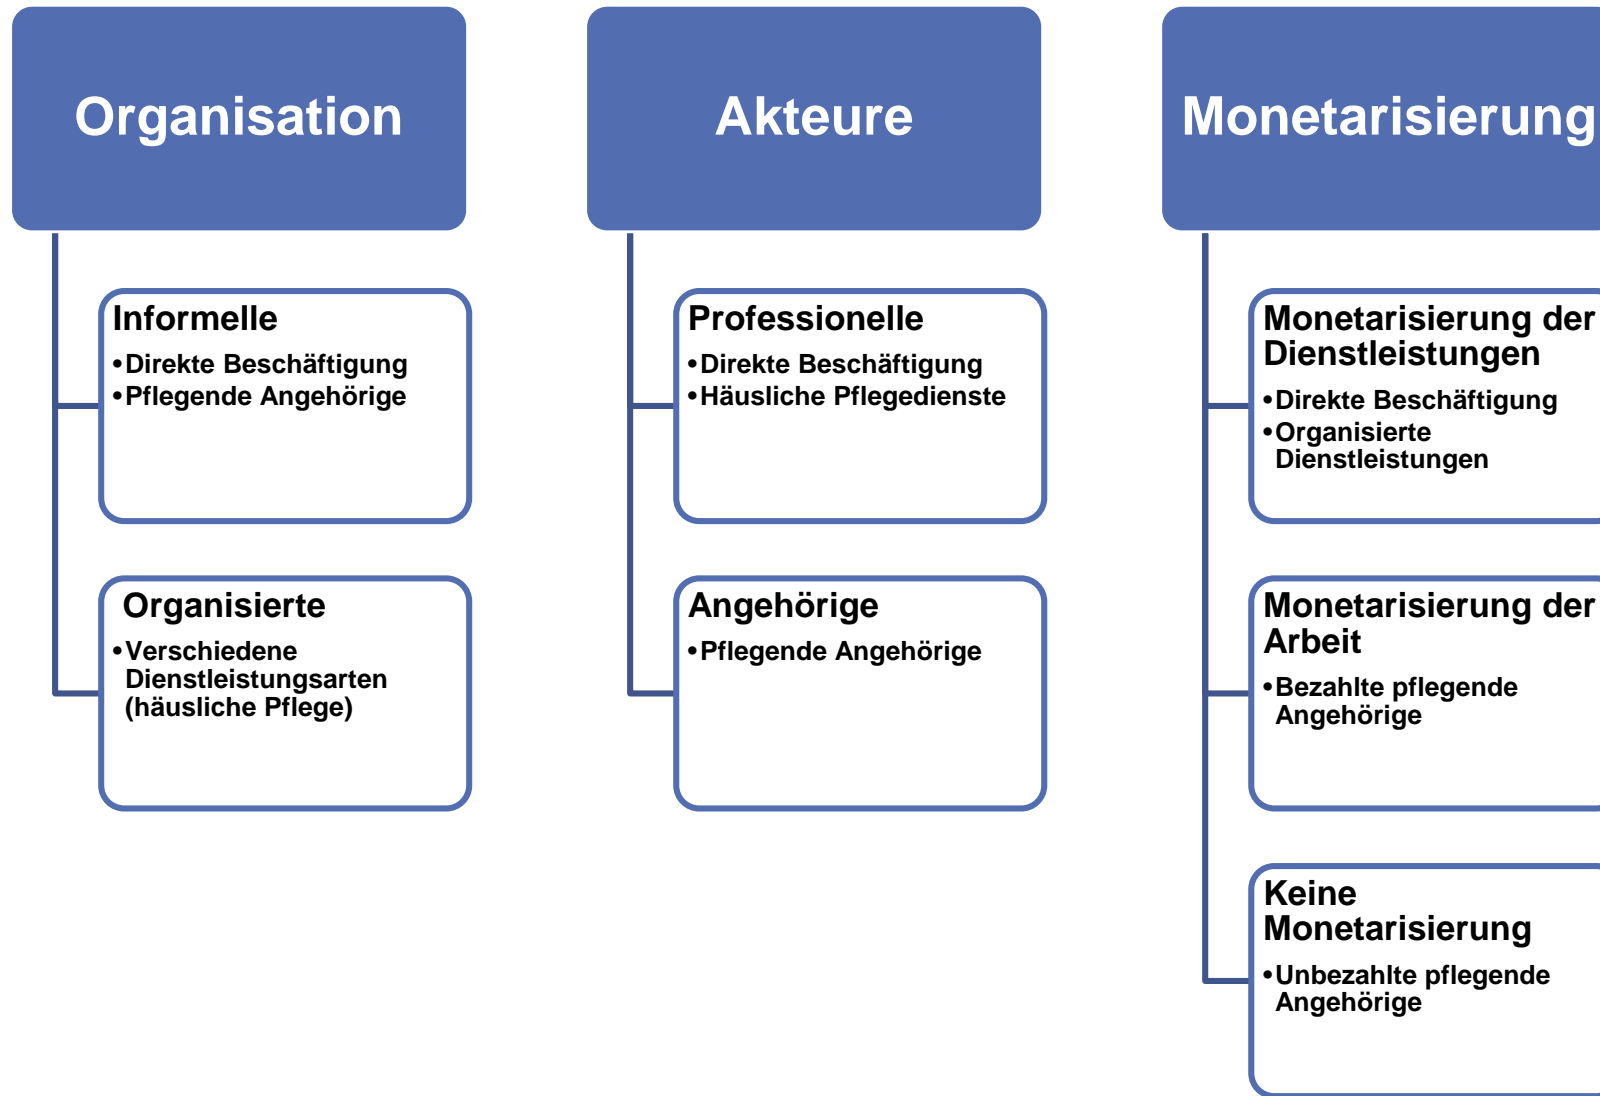 Organisation
Informelle
•Direkte Beschäftigung
•Pflegende Angehörige
Organisierte
•Verschiedene
Dienstleistungsarten
(häusliche Pflege)
Akteure
Professionelle
•Direkte Beschäftigung
•Häusliche Pflegedienste
Angehörige
•Pflegende Angehörige
Monetarisierung
Monetarisierung der
Dienstleistungen
•Direkte Beschäftigung
•Organisierte
Dienstleistungen
Monetarisierung der
Arbeit
•Bezahlte pflegende
Angehörige
Keine
Monetarisierung
•Unbezahlte pflegende
Angehörige